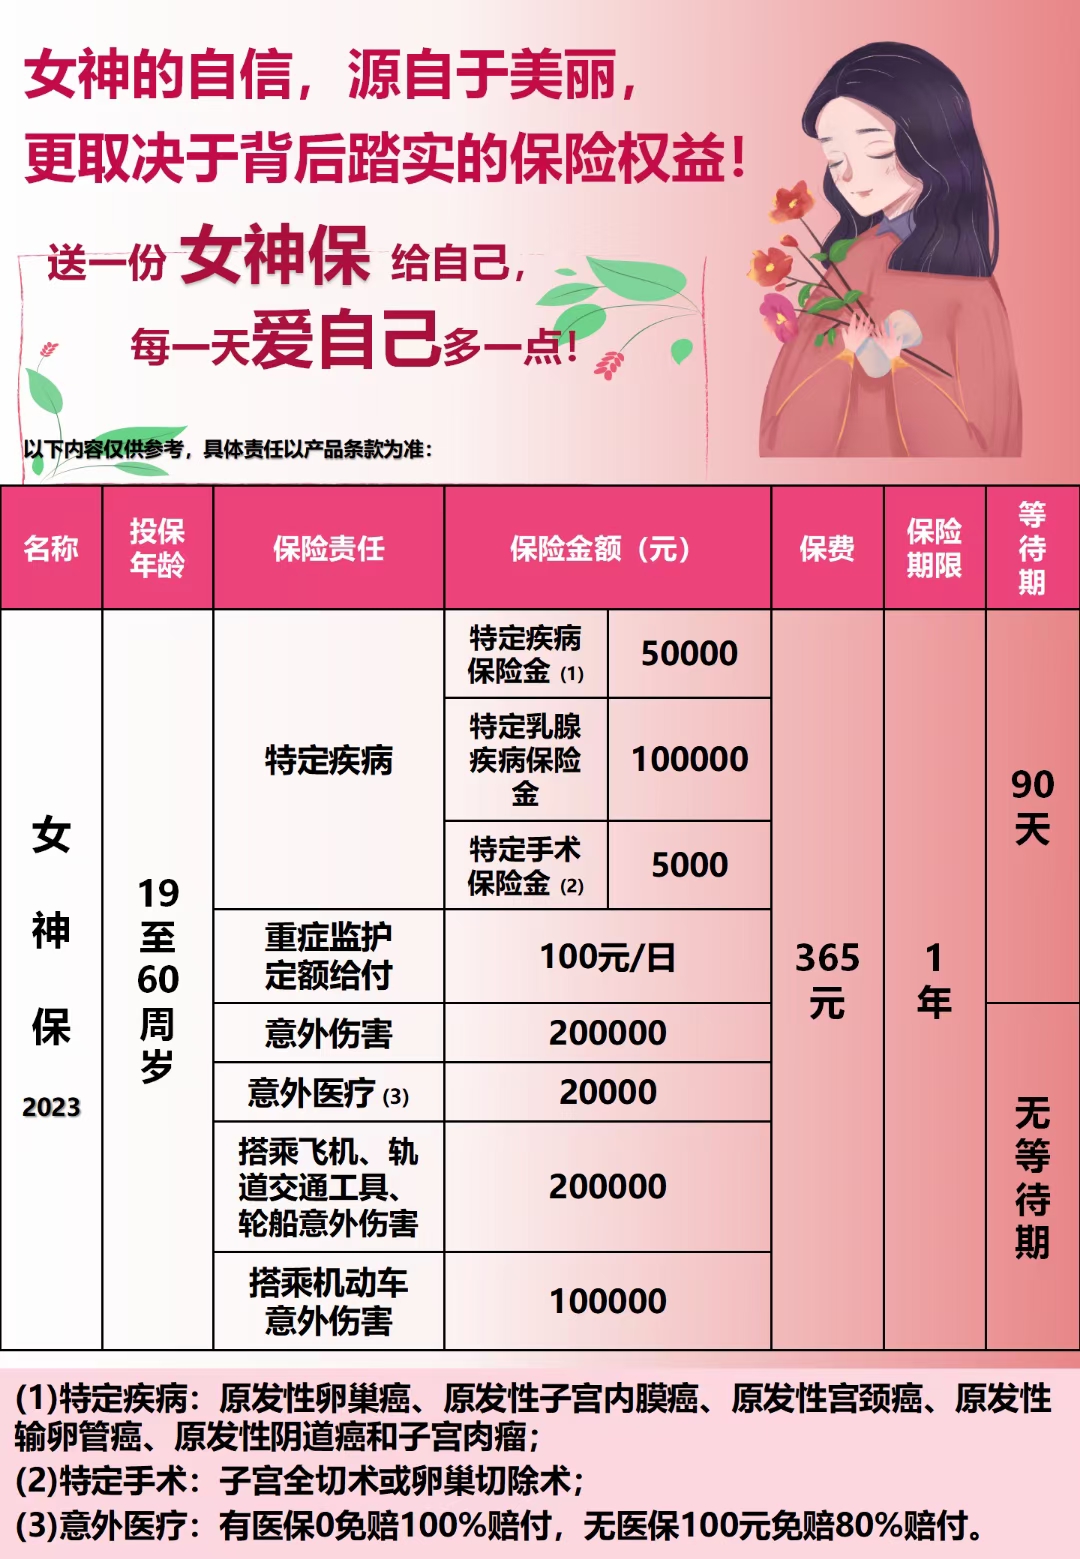 女神的自信，源自于美丽，
更取决于背后踏实的保险权益！
送一份 女神保 给自己，
每一天爱自己多一点！
以下内容仅供参考，具体责任以产品条款为准：
名称
投保
年龄
保险责任
保险金额（元）
保费
保险
期限
等
待
期
女
神
保
2023
19
至
60
周
岁
特定疾病
特定疾病
保险金 (1)
50000
特定乳腺
疾病保险
金
100000
特定手术
保险金 (2)
5000
重症监护
定额给付
100元/日
意外伤害
200000
意外医疗 (3)
20000
搭乘飞机、轨
道交通工具、
轮船意外伤害
200000
搭乘机动车
意外伤害
100000
365
元
1
年
90
天
无
等
待
期
(1)特定疾病：原发性卵巢癌、原发性子宫内膜癌、原发性宫颈癌、原发性
输卵管癌、原发性阴道癌和子宫肉瘤；
(2)特定手术：子宫全切术或卵巢切除术；
(3)意外医疗：有医保0免赔100%赔付，无医保100元免赔80%赔付。